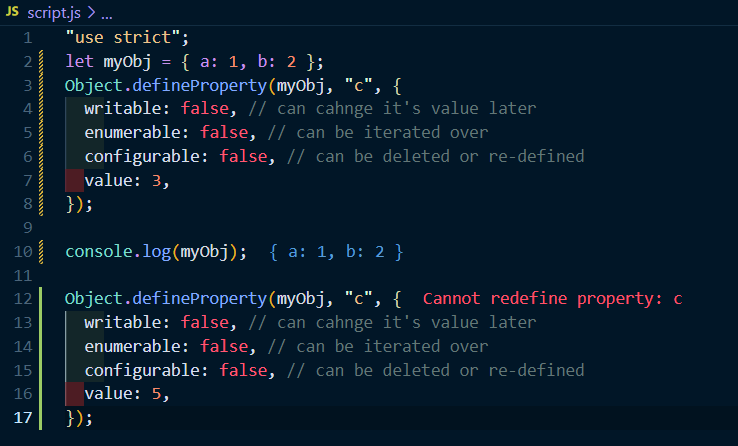 JS script.js > ...
1 "use strict";
2 let myObj = { a: 1, b: 2 };
3 Object.defineProperty(myObj, "c", {
4 writable: false, // can cahnge it's value later
5 enumerable: false, // can be iterated over
6 configurable: false, // can be deleted or re-defined
7 value: 3,
8 });
9
10 console.log(myObj); { a: 1, b: 2 }
11
12 Object.defineProperty(myObj, "c", { Cannot redefine property: c
13 writable: false, // can cahnge it's value later
14 enumerable: false, // can be iterated over
15 configurable: false, // can be deleted or re-defined
16 value: 5,
17 });